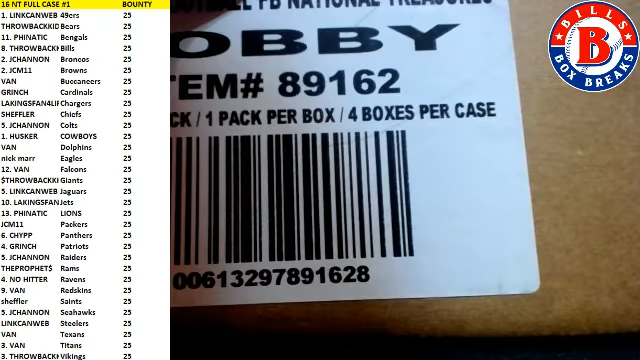 16 NT FULL CASE #1 BOUNTY
1. LINKCANWEB 49ers 25
THROWBACKKID Bears 25
11. PHINATIC Bengals 25
8. THROWBACKI Bills 25
2. JCHANNON Broncos 25
2. JCM11 Browns 25
VAN Buccaneers 25
GRINCH Cardinals 25
LAKINGSFAN4LIF Chargers 25
SHEFFLER Chiefs 25
5. JCHANNON Colts 25
1. HUSKER COWBOYS 25
VAN Dolphins 25
nick marr Eagles 25
12. VAN Falcons 25
$THROWBACKKI Giants 25
5. LINKCANWEB Jaguars 25
10. LAKINGSFAN Jets 25
13. PHINATIC LIONS 25
JCM11 Packers 25
6. CHYPP Panthers 25
4. GRINCH Patriots 25
5. JCHANNON Raiders 25
THEPROPHET$ Rams 25
4. NO HITTER Ravens 25
9. VAN Redskins 25
sheffler Saints 25
5. JCHANNON Seahawks 25
LINKCANWEB Steelers 25
VAN Texans 25
3. VAN Titans 25
3. THROWBACKI Vikings 25
FB NATIONAL TREASURES
OBBY
TEM# 89162
CK / 1 PACK PER BOX / 4 BOXES PER CASE
00613297891628
BILLS
B
BOX BREAKS